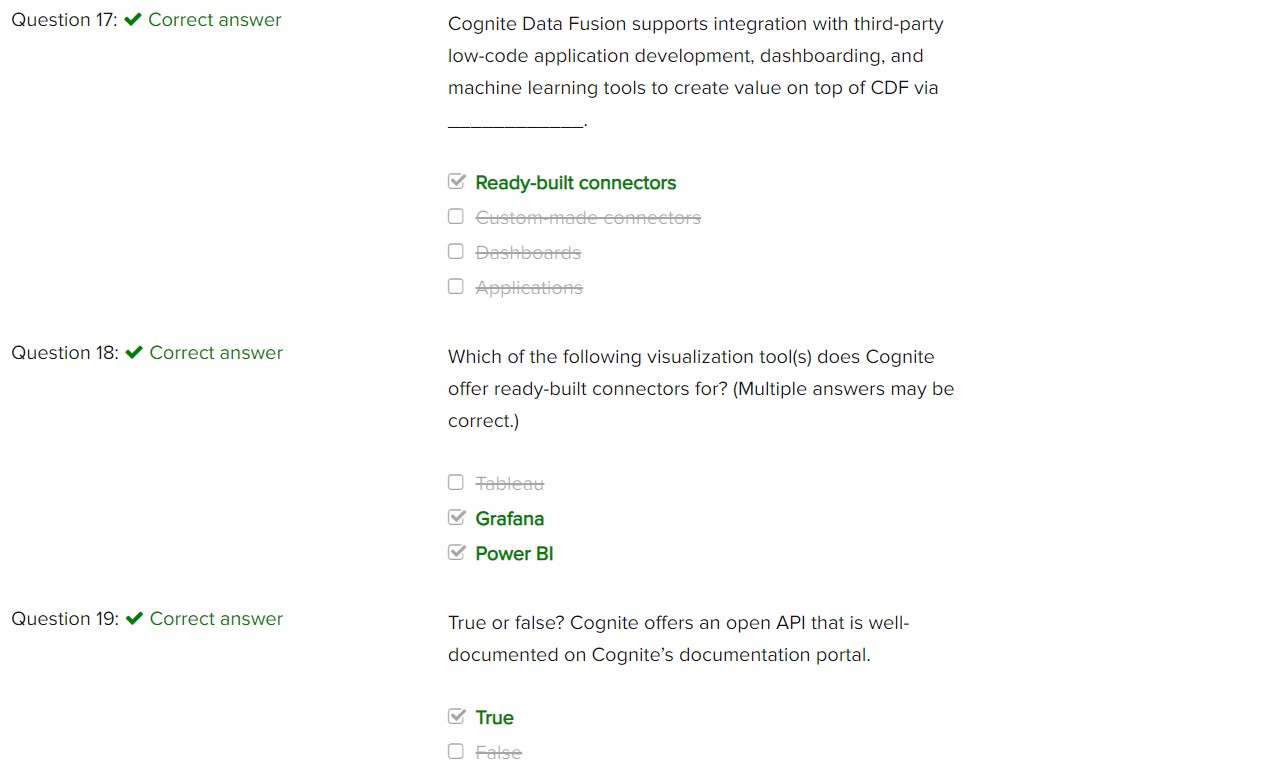 Question 17: ✔ Correct answer
Cognite Data Fusion supports integration with third-party
low-code application development, dashboarding, and
machine learning tools to create value on top of CDF via
____________.
Ready-built connectors
Custom-made connectors
Dashboards
Applications
Question 18: ✔ Correct answer
Which of the following visualization tool(s) does Cognite
offer ready-built connectors for? (Multiple answers may be
correct.)
Tableau
Grafana
Power BI
Question 19: ✔ Correct answer
True or false? Cognite offers an open API that is well-
documented on Cognite’s documentation portal.
True
False